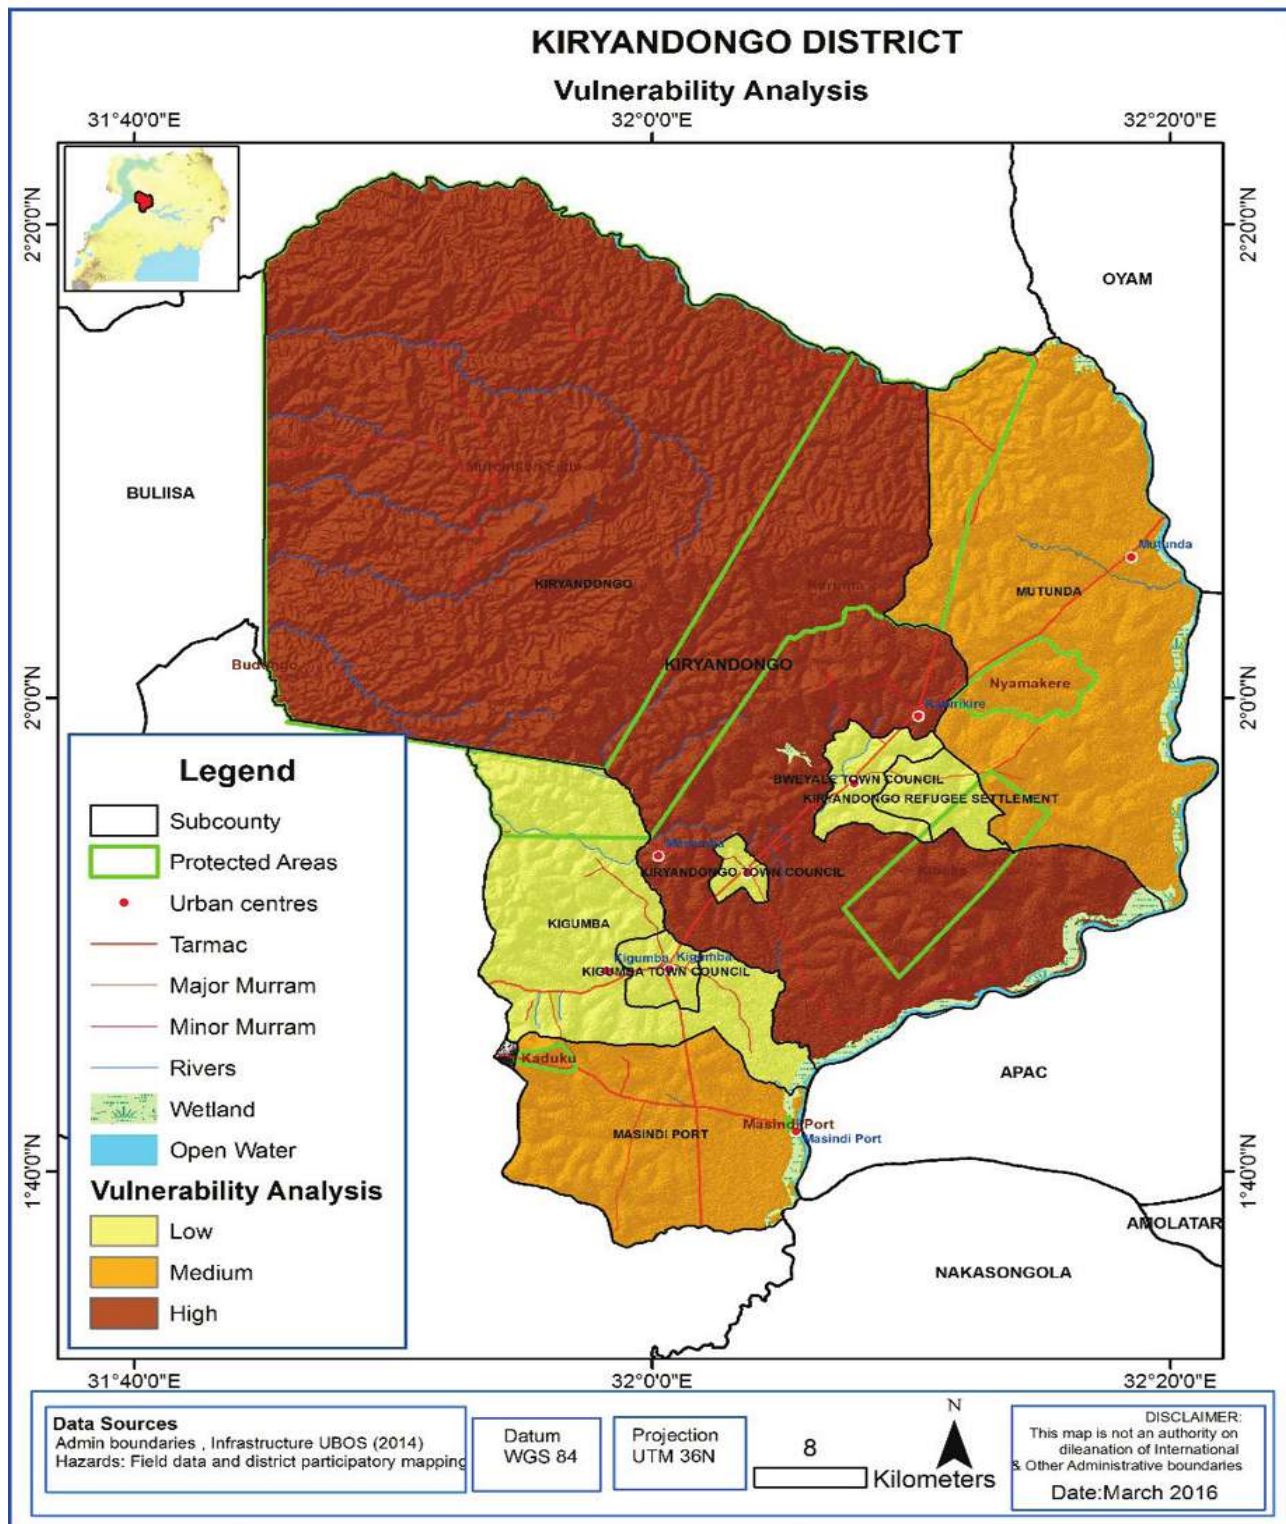 KIRYANDONGO DISTRICT
Vulnerability Analysis
31°40'0"E
32°0'0"E
32°20'0"E
2°20'0"N
2°20'0"N
OYAM
BULIISA
Murchison Falls
Mutunda
KIRYANDONGO
Karuma
MUTUNDA
Budongo
KIRYANDONGO
Nyamakere
2°0'0"N
2°0'0"N
BWEYALE TOWN COUNCIL
KIRYANDONGO REFUGEE SETTLEMENT
KIRYANDONGO TOWN COUNCIL
KIGUMBA
Kigumba
Kigumba
KIGUMBA TOWN COUNCIL
Kaduku
APAC
Masindi Port
MASINDI PORT
Masindi Port
1°40'0"N
1°40'0"N
AMOLATAR
NAKASONGOLA
Legend
Subcounty
Protected Areas
Urban centres
Tarmac
Major Murram
Minor Murram
Rivers
Wetland
Open Water
Vulnerability Analysis
Low
Medium
High
31°40'0"E
32°0'0"E
32°20'0"E
Data Sources
Admin boundaries , Infrastructure UBOS (2014)
Hazards: Field data and district participatory mapping
Datum
WGS 84
Projection
UTM 36N
8
Kilometers
N
DISCLAIMER:
This map is not an authority on
dileanation of International
& Other Administrative boundaries
Date:March 2016